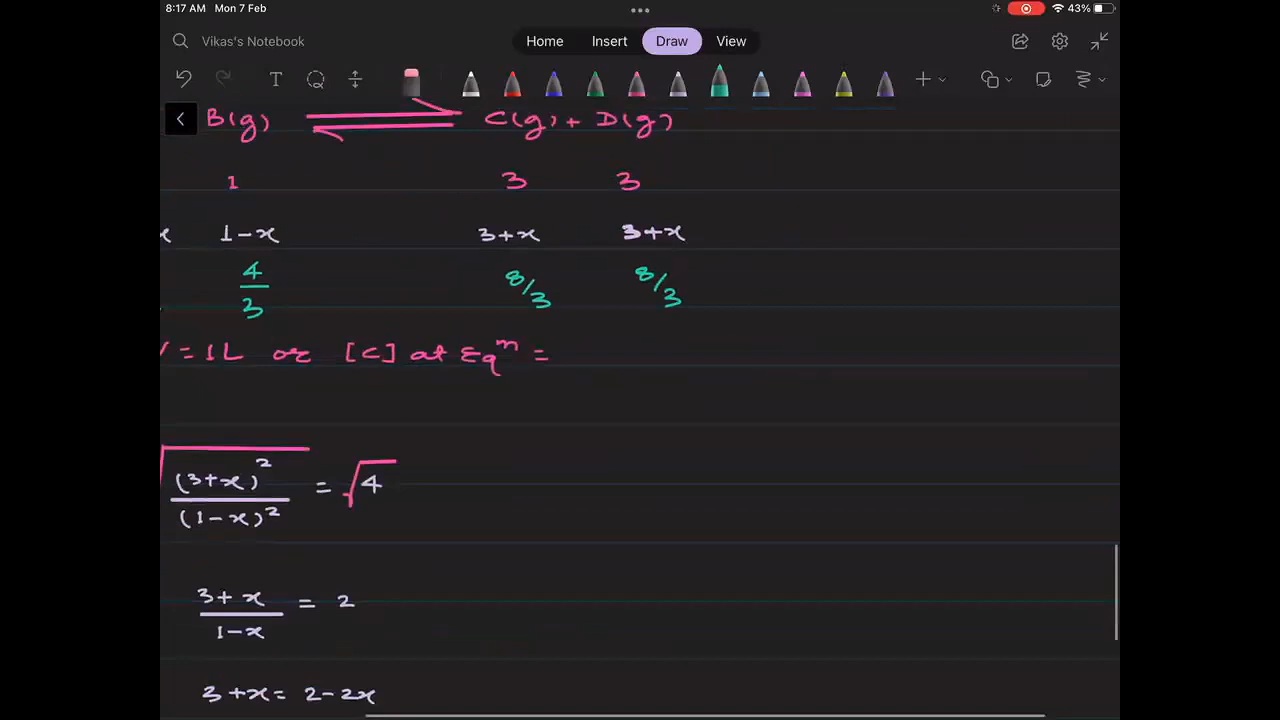 8:17 AM Mon 7 Feb
43%
Vikas's Notebook Home Insert Draw View
T
B(g) ⇌ C(g) + D(g)
1 3 3
x 1-x 3+x 3+x
4/3 8/3 8/3
V = 1L or [C] at Eqᵐ =
√((3+x)²/(1-x)²) = √4
(3+x)/(1-x) = 2
3+x = 2-2x